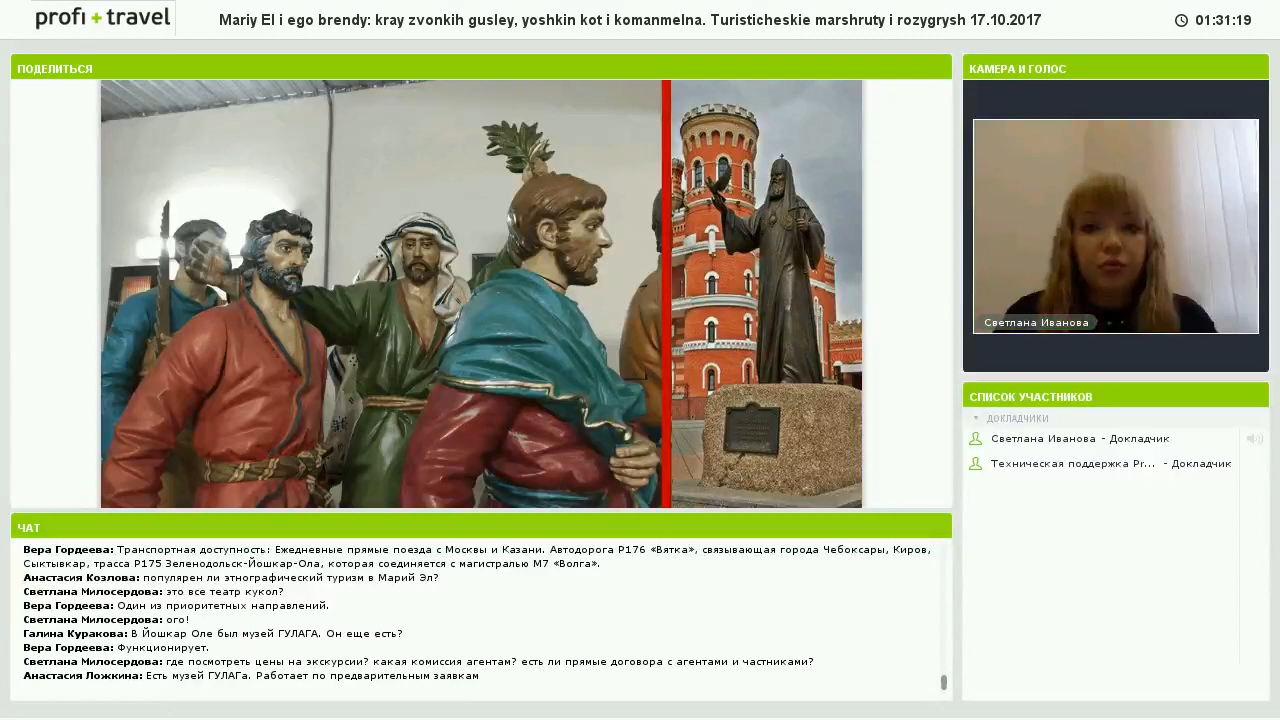 profi + travel
Mariy El i ego brendy: kray zvonkih gusley, yoshkin kot i komanmelna. Turisticheskie marshruty i rozygrysh 17.10.2017
01:31:19
ПОДЕЛИТЬСЯ
КАМЕРА И ГОЛОС
Светлана Иванова
СПИСОК УЧАСТНИКОВ
ДОКЛАДЧИКИ
Светлана Иванова - Докладчик
Техническая поддержка Pr... - Докладчик
ЧАТ
Вера Гордеева: Транспортная доступность: Ежедневные прямые поезда с Москвы и Казани. Автодорога Р176 «Вятка», связывающая города Чебоксары, Киров,
Сыктывкар, трасса Р175 Зеленодольск-Йошкар-Ола, которая соединяется с магистралью М7 «Волга».
Анастасия Козлова: популярен ли этнографический туризм в Марий Эл?
Светлана Милосердова: это все театр кукол?
Вера Гордеева: Один из приоритетных направлений.
Светлана Милосердова: ого!
Галина Куракова: В Йошкар Оле был музей ГУЛАГА. Он еще есть?
Вера Гордеева: Функционирует.
Светлана Милосердова: где посмотреть цены на экскурсии? какая комиссия агентам? есть ли прямые договора с агентами и частниками?
Анастасия Ложкина: Есть музей ГУЛАГа. Работает по предварительным заявкам